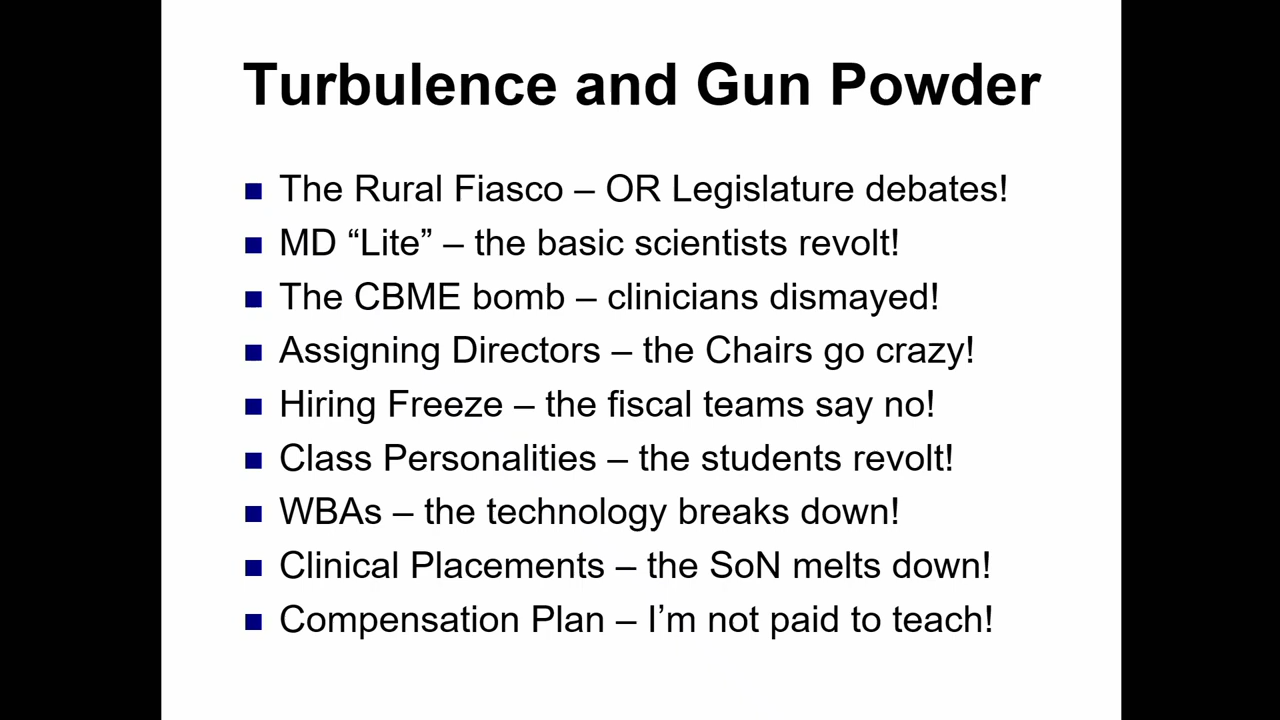 Turbulence and Gun Powder
The Rural Fiasco – OR Legislature debates!
MD “Lite” – the basic scientists revolt!
The CBME bomb – clinicians dismayed!
Assigning Directors – the Chairs go crazy!
Hiring Freeze – the fiscal teams say no!
Class Personalities – the students revolt!
WBAs – the technology breaks down!
Clinical Placements – the SoN melts down!
Compensation Plan – I’m not paid to teach!